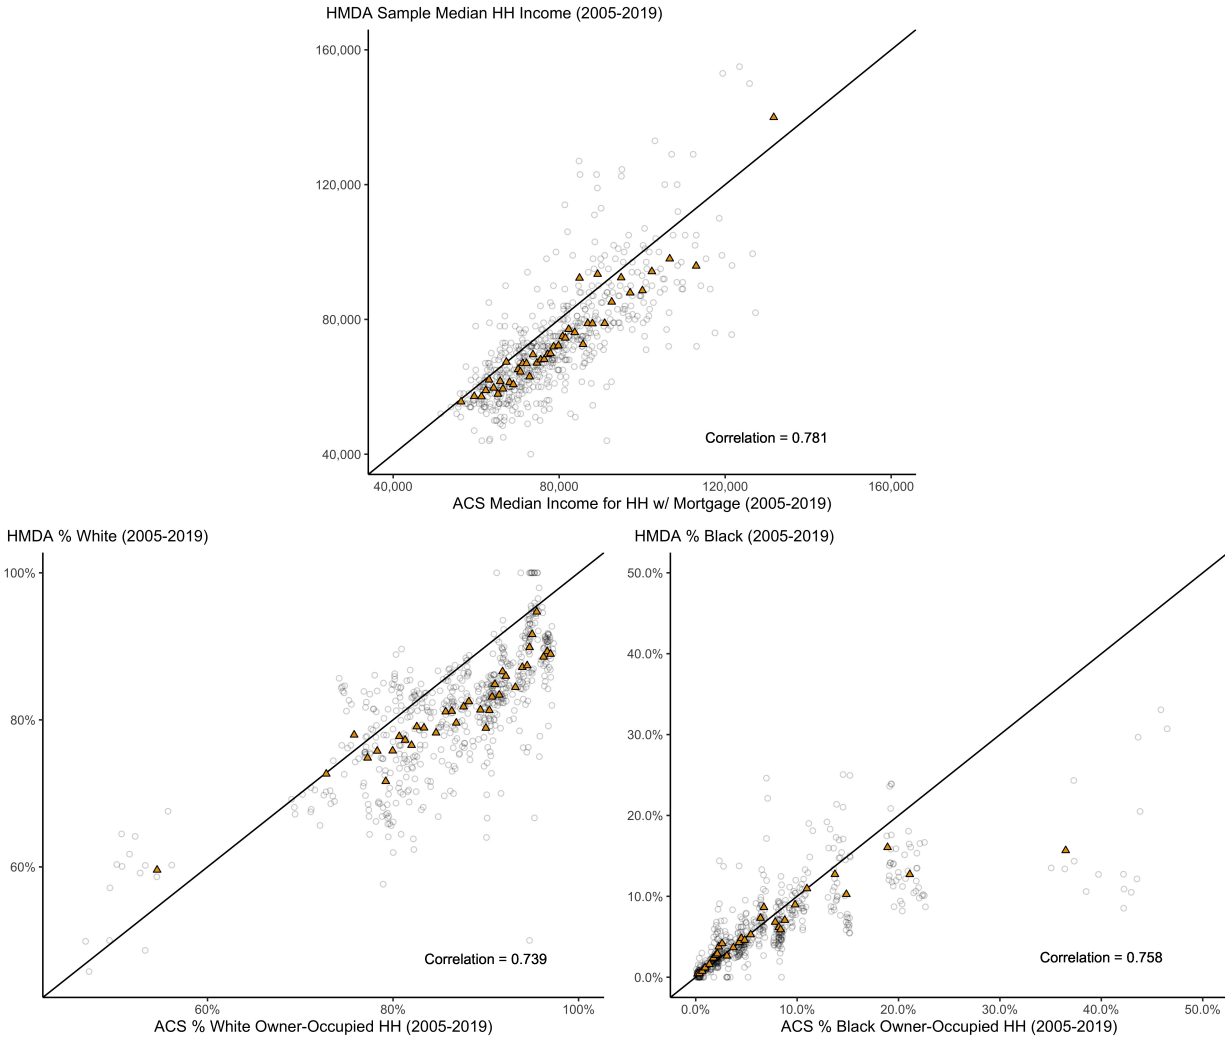 HMDA Sample Median HH Income (2005-2019)
160,000
120,000
80,000
40,000
Correlation = 0.781
40,000 80,000 120,000 160,000
ACS Median Income for HH w/ Mortgage (2005-2019)
HMDA % White (2005-2019)
100%
80%
60%
Correlation = 0.739
60% 80% 100%
ACS % White Owner-Occupied HH (2005-2019)
HMDA % Black (2005-2019)
50.0%
40.0%
30.0%
20.0%
10.0%
0.0%
Correlation = 0.758
0.0% 10.0% 20.0% 30.0% 40.0% 50.0%
ACS % Black Owner-Occupied HH (2005-2019)